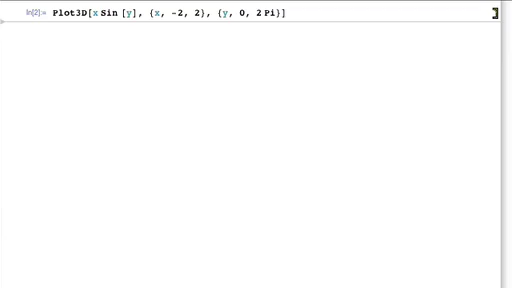 In[2]:= Plot3D[x Sin [y], {x, -2, 2}, {y, 0, 2 Pi}]